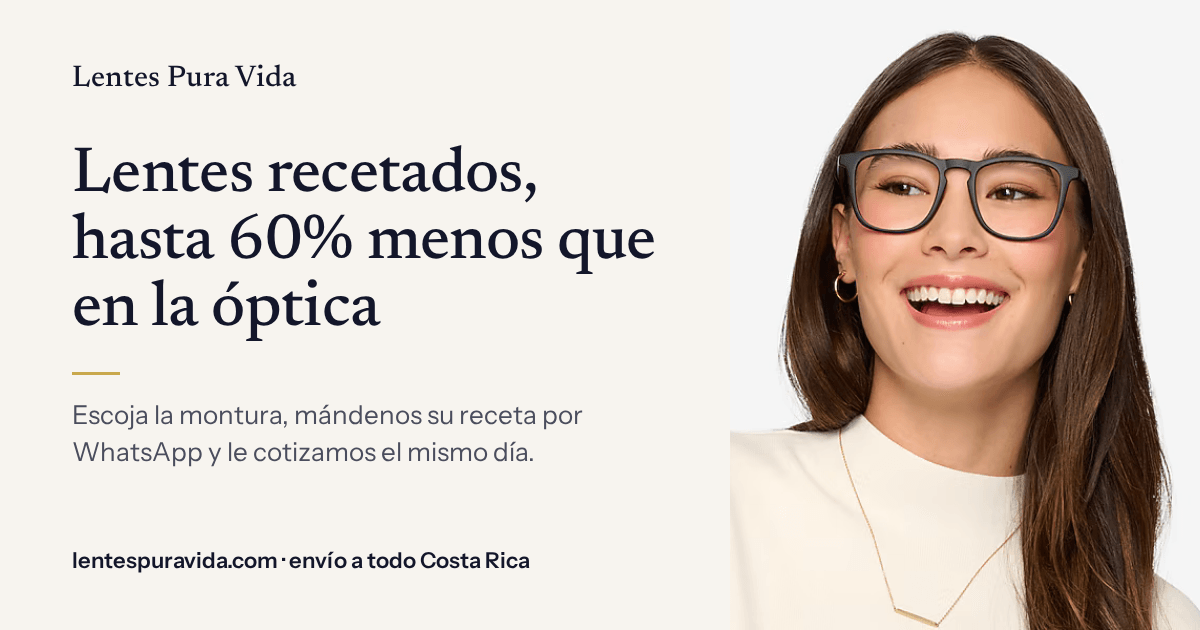 Lentes Pura Vida
Lentes recetados,
hasta 60% menos que
en la óptica
Escoja la montura, mándenos su receta por
WhatsApp y le cotizamos el mismo día.
lentespuravida.com · envío a todo Costa Rica